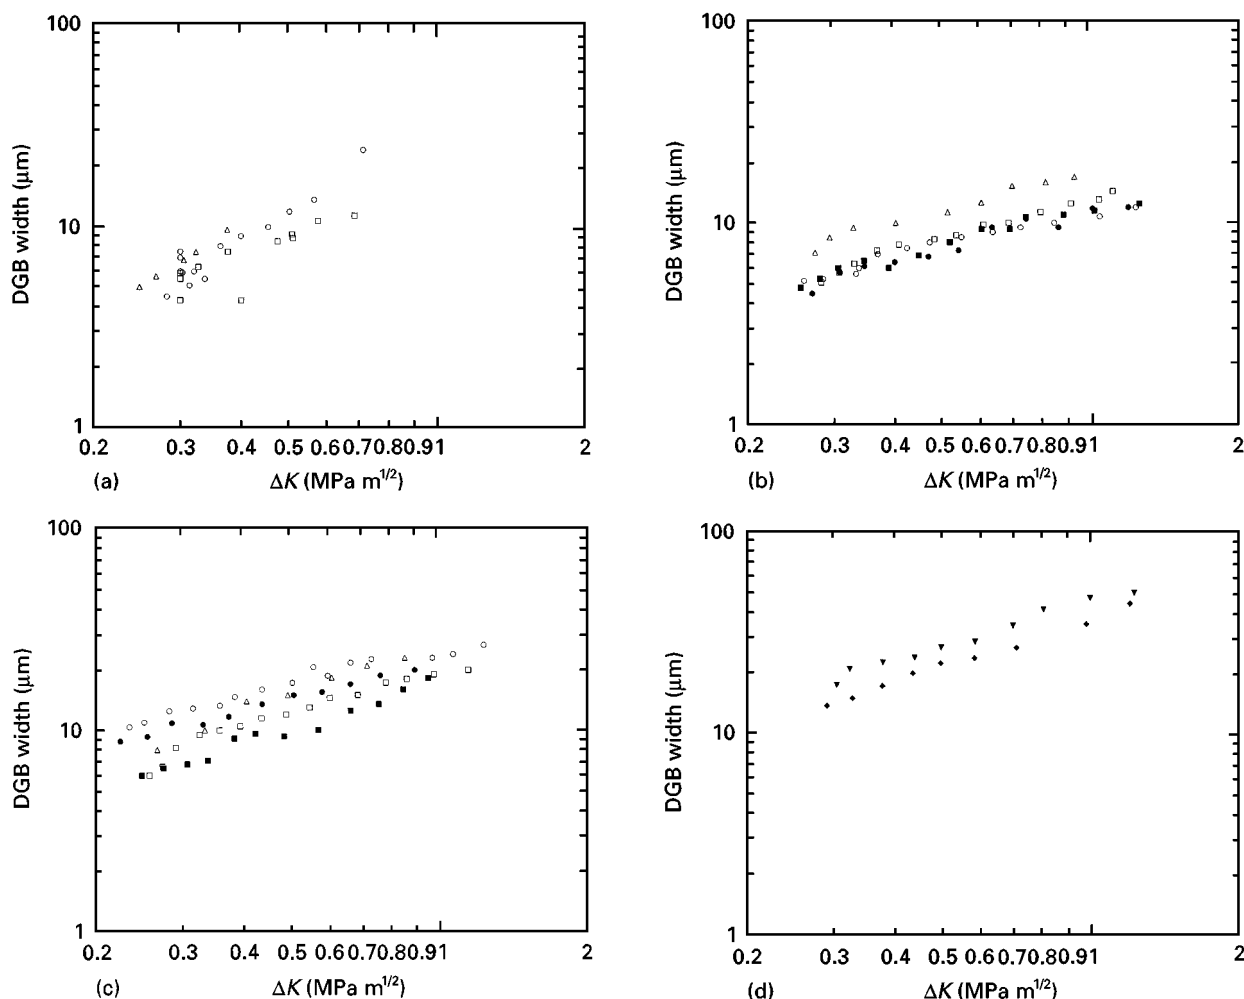 100
10
1
DGB width (μm)
0.2 0.3 0.4 0.5 0.6 0.7 0.8 0.9 1 2
(a) ΔK (MPa m1/2)
100
10
1
DGB width (μm)
0.2 0.3 0.4 0.5 0.6 0.7 0.8 0.9 1 2
(b) ΔK (MPa m1/2)
100
10
1
DGB width (μm)
0.2 0.3 0.4 0.5 0.6 0.7 0.8 0.9 1 2
(c) ΔK (MPa m1/2)
100
10
1
DGB width (μm)
0.2 0.3 0.4 0.5 0.6 0.7 0.8 0.9 1 2
(d) ΔK (MPa m1/2)